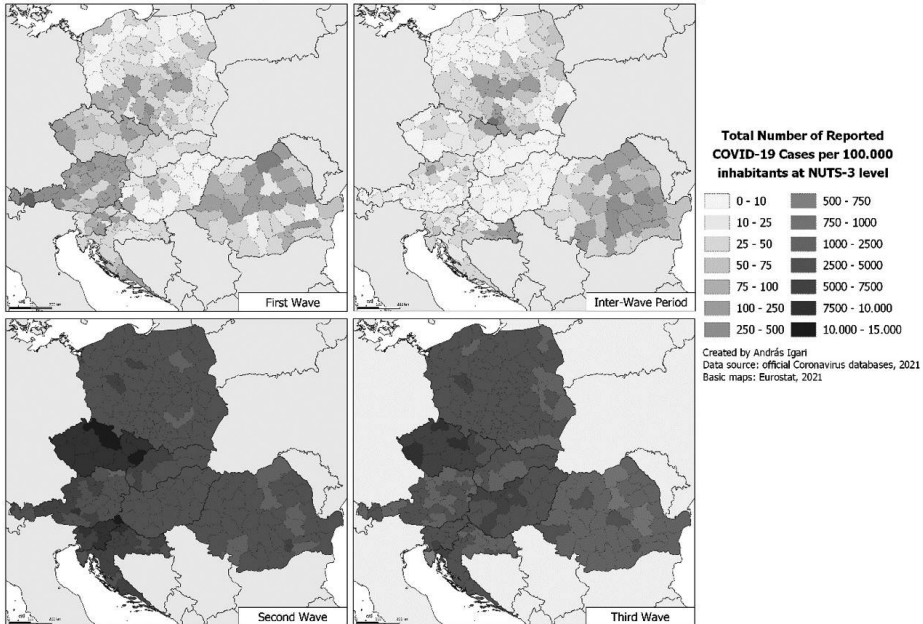 First Wave
Inter-Wave Period
Second Wave
Third Wave
Total Number of Reported
COVID-19 Cases per 100.000
inhabitants at NUTS-3 level
0 - 10
10 - 25
25 - 50
50 - 75
75 - 100
100 - 250
250 - 500
500 - 750
750 - 1000
1000 - 2500
2500 - 5000
5000 - 7500
7500 - 10.000
10.000 - 15.000
Created by András Igari
Data source: official Coronavirus databases, 2021
Basic maps: Eurostat, 2021